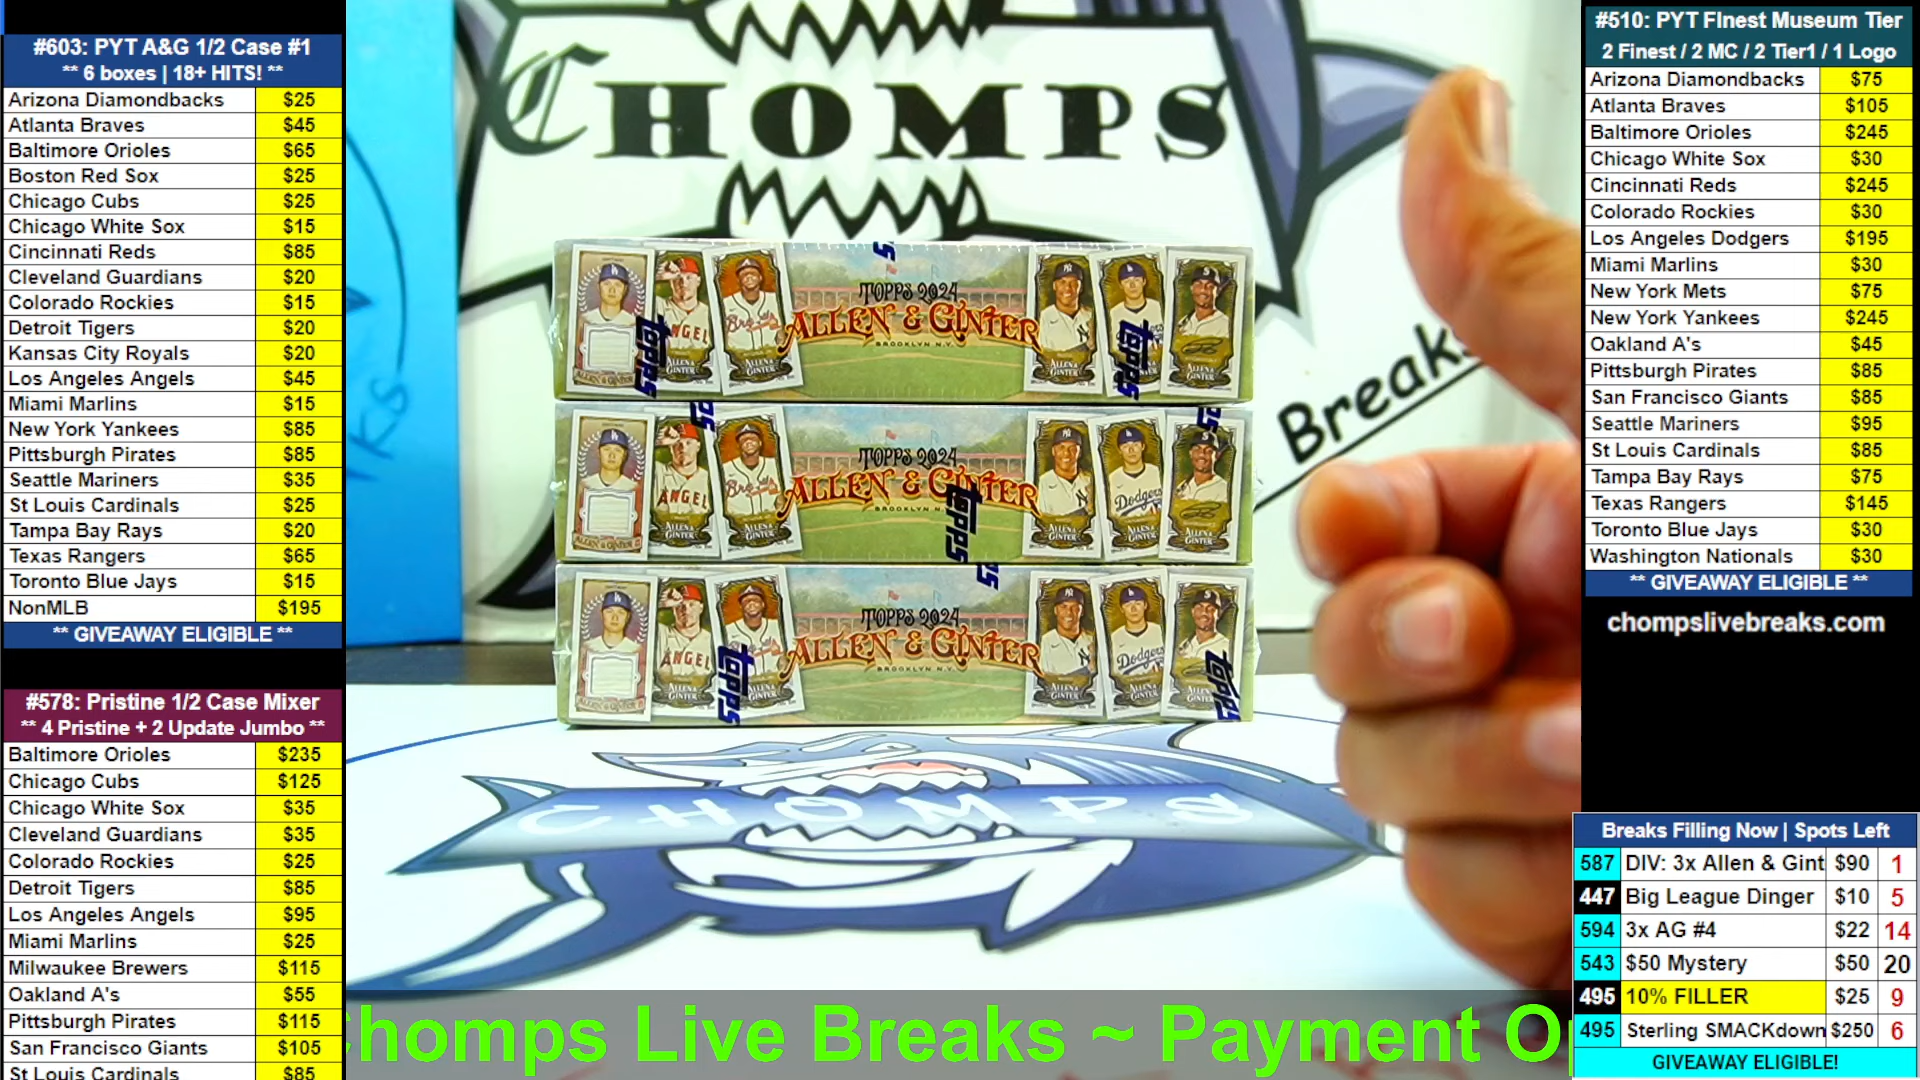 #603: PYT A&G 1/2 Case #1
** 6 boxes | 18+ HITS! **
Arizona Diamondbacks $25
Atlanta Braves $45
Baltimore Orioles $65
Boston Red Sox $25
Chicago Cubs $25
Chicago White Sox $15
Cincinnati Reds $85
Cleveland Guardians $20
Colorado Rockies $15
Detroit Tigers $20
Kansas City Royals $20
Los Angeles Angels $45
Miami Marlins $15
New York Yankees $85
Pittsburgh Pirates $85
Seattle Mariners $35
St Louis Cardinals $25
Tampa Bay Rays $20
Texas Rangers $65
Toronto Blue Jays $15
NonMLB $195
** GIVEAWAY ELIGIBLE **
#578: Pristine 1/2 Case Mixer
** 4 Pristine + 2 Update Jumbo **
Baltimore Orioles $235
Chicago Cubs $125
Chicago White Sox $35
Cleveland Guardians $35
Colorado Rockies $25
Detroit Tigers $85
Los Angeles Angels $95
Miami Marlins $25
Milwaukee Brewers $115
Oakland A's $55
Pittsburgh Pirates $115
San Francisco Giants $105
St Louis Cardinals $85
CHOMPS
Breaks
TOPPS 2024
ALLEN & GINTER
BROOKLYN N.Y.
topps
topps
TOPPS 2024
ALLEN & GINTER
BROOKLYN N.Y.
Dodgers
topps
TOPPS 2024
ALLEN & GINTER
BROOKLYN N.Y.
Dodgers
topps
topps
CHOMPS
Chomps Live Breaks ~ Payment Op
#510: PYT FInest Museum Tier
2 Finest / 2 MC / 2 Tier1 / 1 Logo
Arizona Diamondbacks $75
Atlanta Braves $105
Baltimore Orioles $245
Chicago White Sox $30
Cincinnati Reds $245
Colorado Rockies $30
Los Angeles Dodgers $195
Miami Marlins $30
New York Mets $75
New York Yankees $245
Oakland A's $45
Pittsburgh Pirates $85
San Francisco Giants $85
Seattle Mariners $95
St Louis Cardinals $85
Tampa Bay Rays $75
Texas Rangers $145
Toronto Blue Jays $30
Washington Nationals $30
** GIVEAWAY ELIGIBLE **
chompslivebreaks.com
Breaks Filling Now | Spots Left
587 DIV: 3x Allen & Gint $90 1
447 Big League Dinger $10 5
594 3x AG #4 $22 14
543 $50 Mystery $50 20
495 10% FILLER $25 9
495 Sterling SMACKdown $250 6
GIVEAWAY ELIGIBLE!